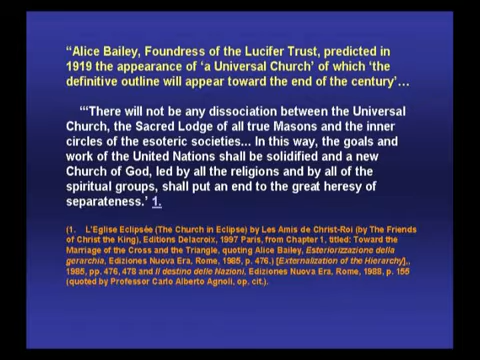 “Alice Bailey, Foundress of the Lucifer Trust, predicted in
1919 the appearance of ‘a Universal Church’ of which ‘the
definitive outline will appear toward the end of the century’…
“‘There will not be any dissociation between the Universal
Church, the Sacred Lodge of all true Masons and the inner
circles of the esoteric societies... In this way, the goals and
work of the United Nations shall be solidified and a new
Church of God, led by all the religions and by all of the
spiritual groups, shall put an end to the great heresy of
separateness.’ 1.
(1. L'Eglise Eclipsée (The Church in Eclipse) by Les Amis de Christ-Roi (by The Friends
of Christ the King), Editions Delacroix, 1997 Paris, from Chapter 1, titled: Toward the
Marriage of the Cross and the Triangle, quoting Alice Bailey, Esteriorizzazione della
gerarchia, Ediziones Nuova Era, Rome, 1985, p. 476.) [Externalization of the Hierarchy],.
1985, pp. 476, 478 and Il destino delle Nazioni, Ediziones Nuova Era, Rome, 1988, p. 155
(quoted by Professor Carlo Alberto Agnoli, op. cit.).